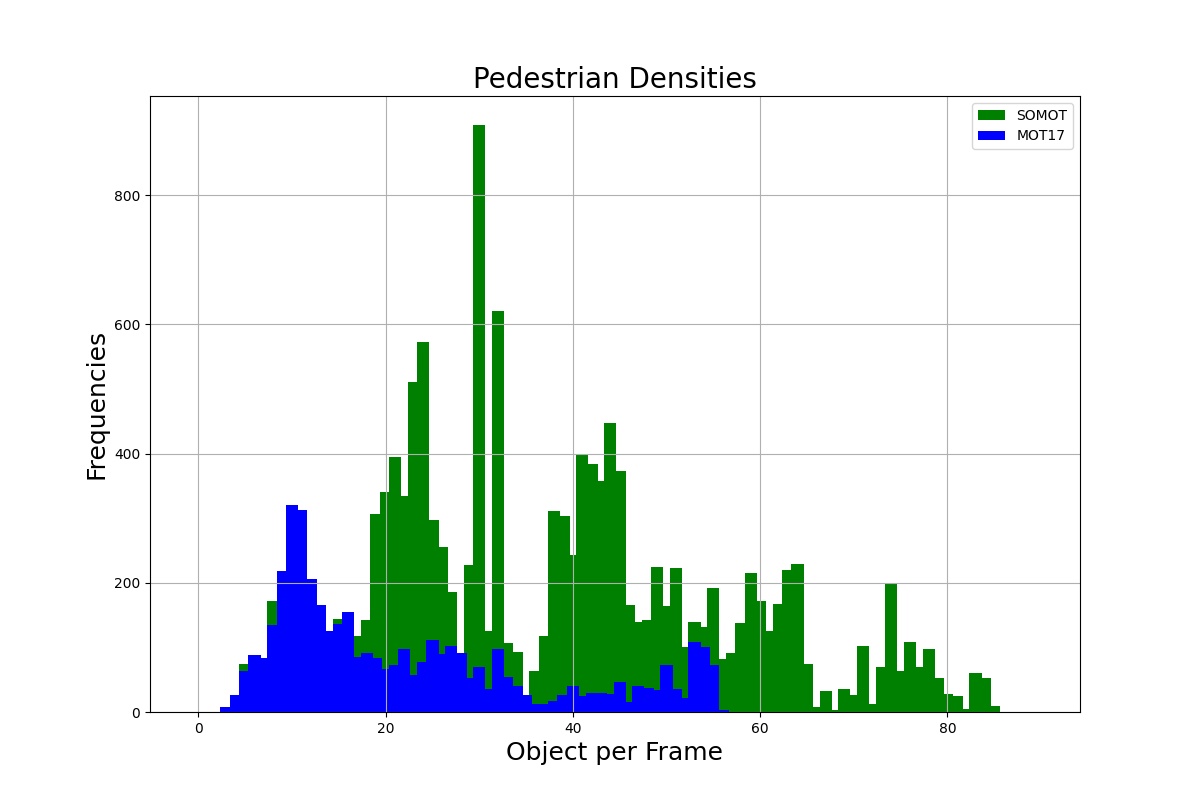 Pedestrian Densities
SOMOT
MOT17
Frequencies
800
600
400
200
0
0 20 40 60 80
Object per Frame